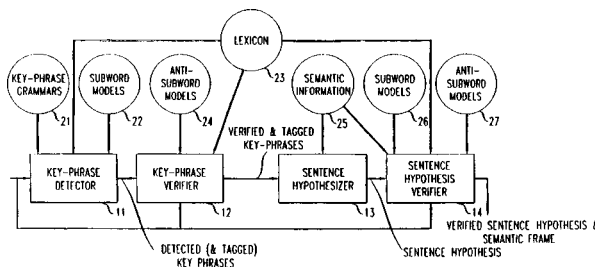 LEXICON
23
KEY-PHRASE
GRAMMARS
21
SUBWORD
MODELS
22
ANTI-
SUBWORD
MODELS
24
SEMANTIC
INFORMATION
25
SUBWORD
MODELS
26
ANTI-
SUBWORD
MODELS
27
VERIFIED & TAGGED
KEY-PHRASES
KEY-PHRASE
DETECTOR
11
KEY-PHRASE
VERIFIER
12
SENTENCE
HYPOTHESIZER
13
SENTENCE
HYPOTHESIS
VERIFIER
14
DETECTED (& TAGGED)
KEY PHRASES
SENTENCE HYPOTHESIS
VERIFIED SENTENCE HYPOTHESIS &
SEMANTIC FRAME